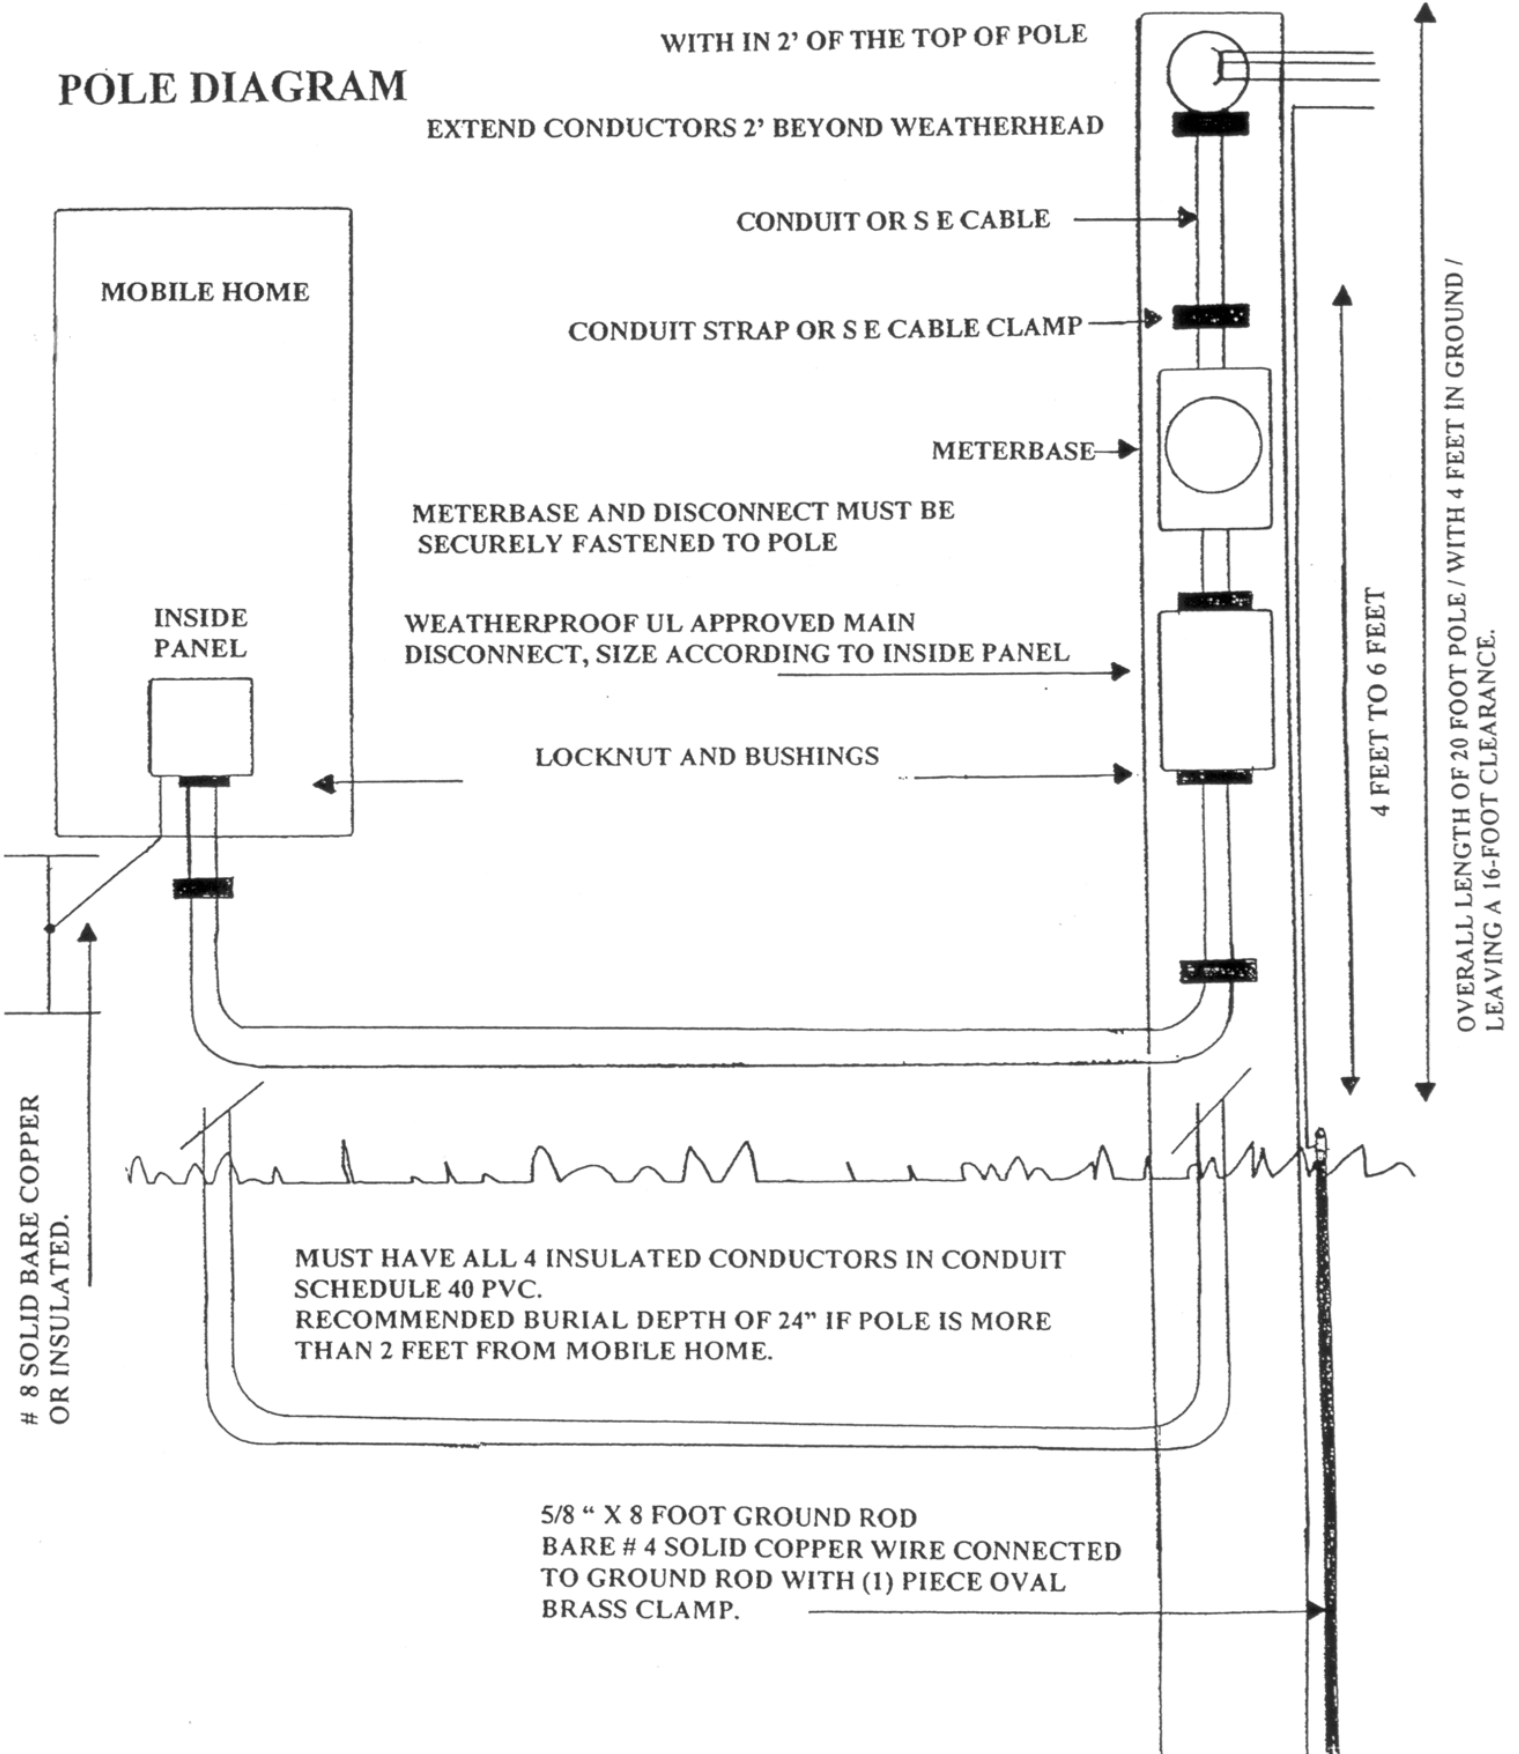 WITH IN 2' OF THE TOP OF POLE
POLE DIAGRAM
EXTEND CONDUCTORS 2' BEYOND WEATHERHEAD
CONDUIT OR S E CABLE
MOBILE HOME
CONDUIT STRAP OR S E CABLE CLAMP
METERBASE
METERBASE AND DISCONNECT MUST BE
SECURELY FASTENED TO POLE
INSIDE
PANEL
WEATHERPROOF UL APPROVED MAIN
DISCONNECT, SIZE ACCORDING TO INSIDE PANEL
LOCKNUT AND BUSHINGS
4 FEET TO 6 FEET
OVERALL LENGTH OF 20 FOOT POLE / WITH 4 FEET IN GROUND /
LEAVING A 16-FOOT CLEARANCE.
# 8 SOLID BARE COPPER
OR INSULATED.
MUST HAVE ALL 4 INSULATED CONDUCTORS IN CONDUIT
SCHEDULE 40 PVC.
RECOMMENDED BURIAL DEPTH OF 24” IF POLE IS MORE
THAN 2 FEET FROM MOBILE HOME.
5/8 “ X 8 FOOT GROUND ROD
BARE # 4 SOLID COPPER WIRE CONNECTED
TO GROUND ROD WITH (1) PIECE OVAL
BRASS CLAMP.